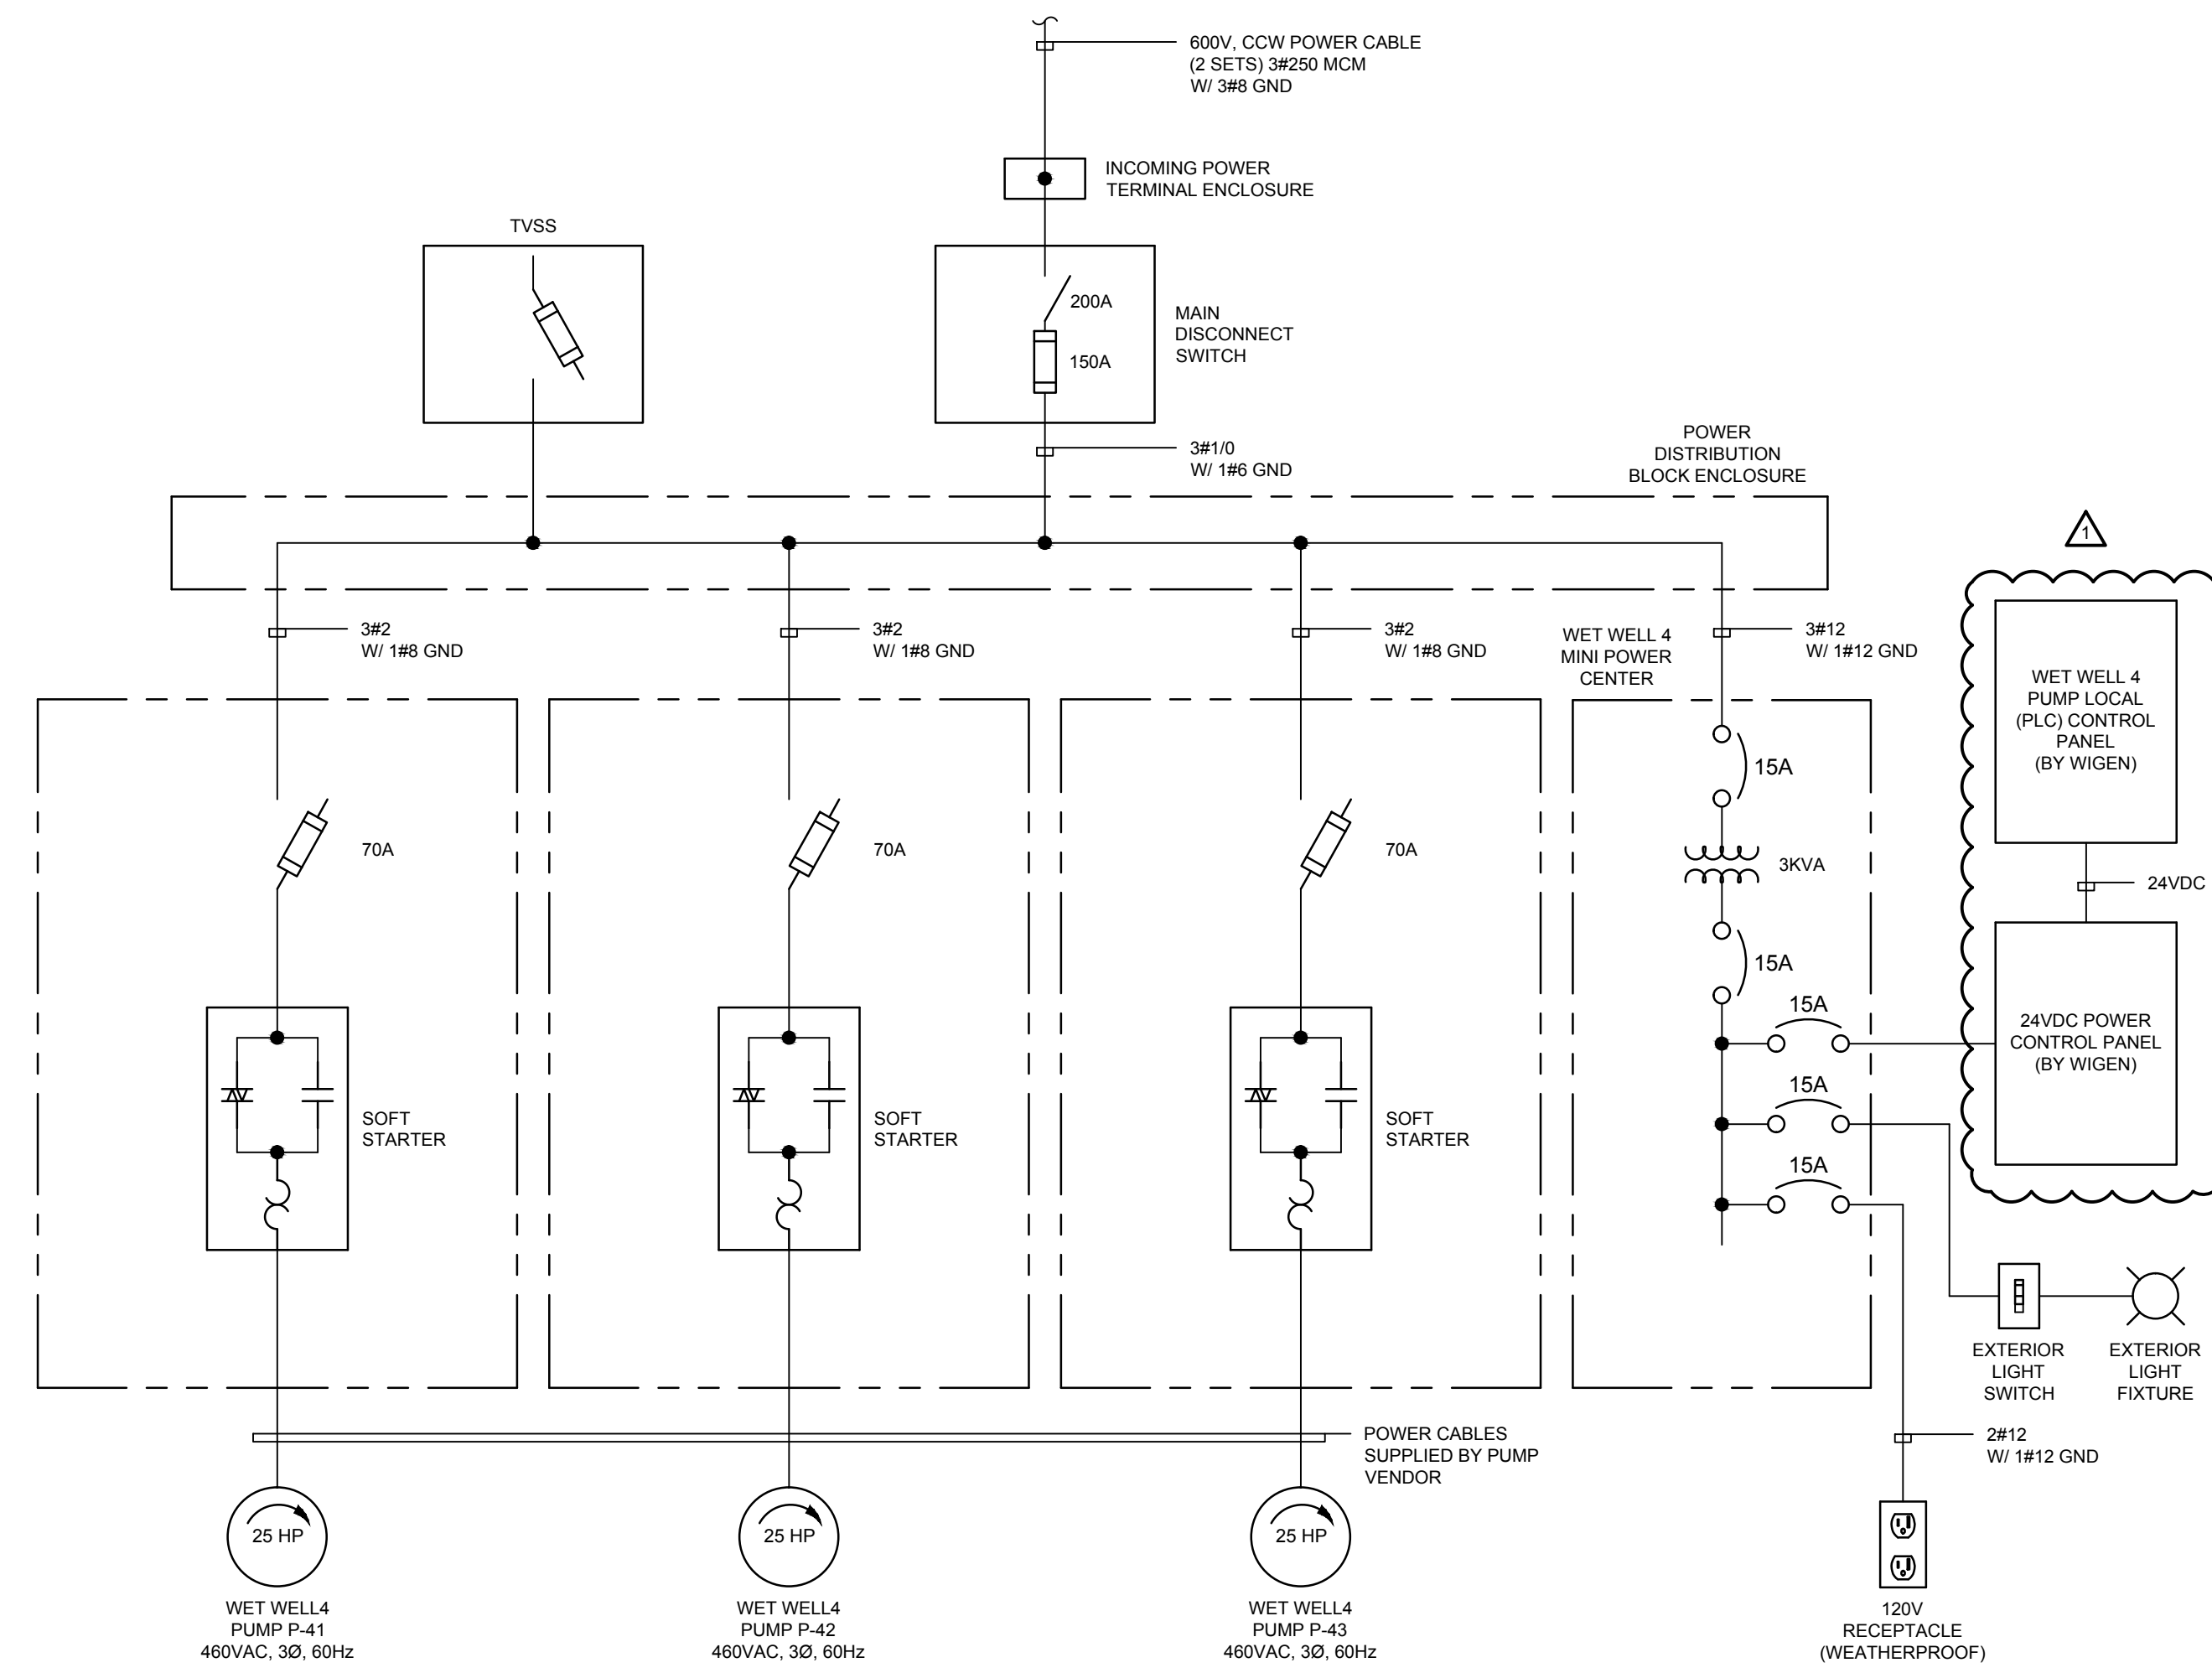 600V, CCW POWER CABLE
(2 SETS) 3#250 MCM
W/ 3#8 GND
INCOMING POWER
TERMINAL ENCLOSURE
TVSS
200A
150A
MAIN
DISCONNECT
SWITCH
3#1/0
W/ 1#6 GND
POWER
DISTRIBUTION
BLOCK ENCLOSURE
1
3#2
W/ 1#8 GND
3#2
W/ 1#8 GND
3#2
W/ 1#8 GND
WET WELL 4
MINI POWER
CENTER
3#12
W/ 1#12 GND
WET WELL 4
PUMP LOCAL
(PLC) CONTROL
PANEL
(BY WIGEN)
70A
70A
70A
15A
3KVA
24VDC
15A
15A
24VDC POWER
CONTROL PANEL
(BY WIGEN)
15A
15A
SOFT
STARTER
SOFT
STARTER
SOFT
STARTER
EXTERIOR
LIGHT
SWITCH
EXTERIOR
LIGHT
FIXTURE
POWER CABLES
SUPPLIED BY PUMP
VENDOR
2#12
W/ 1#12 GND
25 HP
25 HP
25 HP
WET WELL4
PUMP P-41
460VAC, 3Ø, 60Hz
WET WELL4
PUMP P-42
460VAC, 3Ø, 60Hz
WET WELL4
PUMP P-43
460VAC, 3Ø, 60Hz
120V
RECEPTACLE
(WEATHERPROOF)